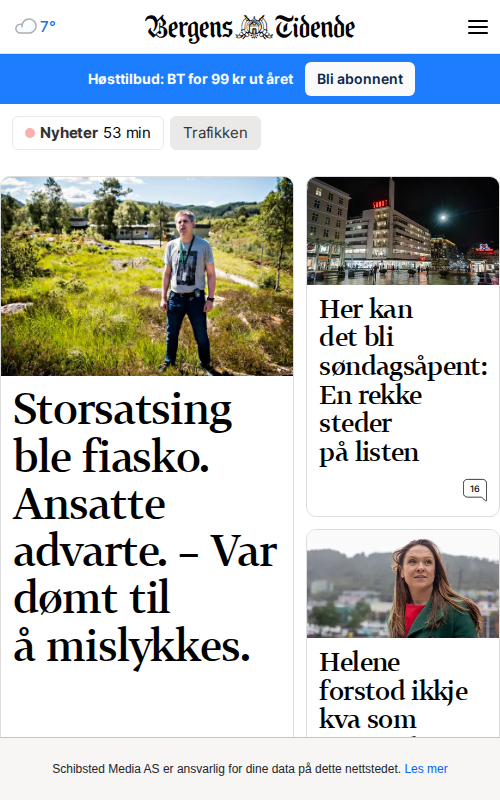 7°
Bergens Tidende
Høsttilbud: BT for 99 kr ut året
Bli abonnent
Nyheter 53 min
Trafikken
Storsatsing
ble fiasko.
Ansatte
advarte. – Var
dømt til
å mislykkes.
SUNDT
Her kan
det bli
søndagsåpent:
En rekke
steder
på listen
16
Helene
forstod ikkje
kva som
Schibsted Media AS er ansvarlig for dine data på dette nettstedet. Les mer